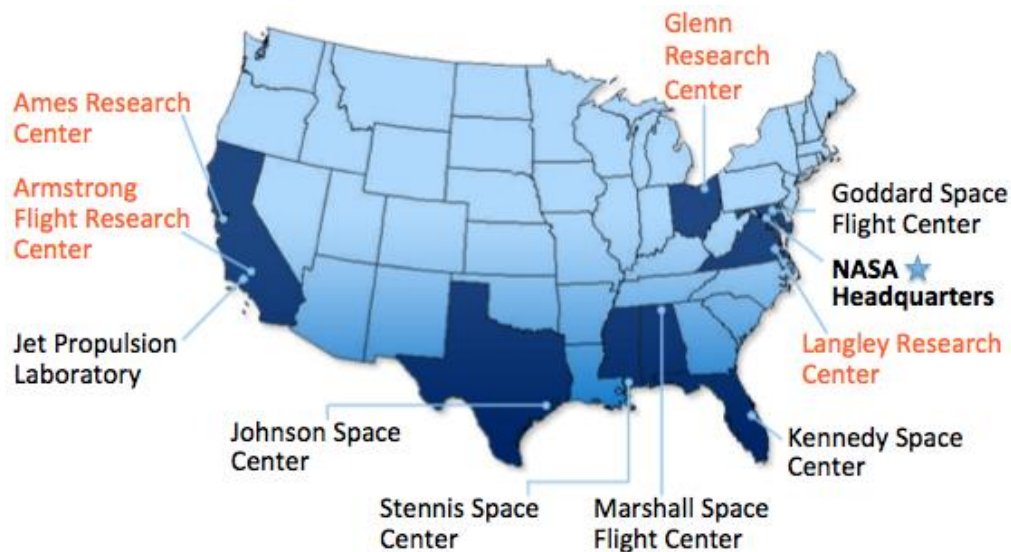 Glenn
Research
Center
Ames Research
Center
Armstrong
Flight Research
Center
Goddard Space
Flight Center
NASA
Headquarters
Jet Propulsion
Laboratory
Langley Research
Center
Johnson Space
Center
Kennedy Space
Center
Stennis Space
Center
Marshall Space
Flight Center